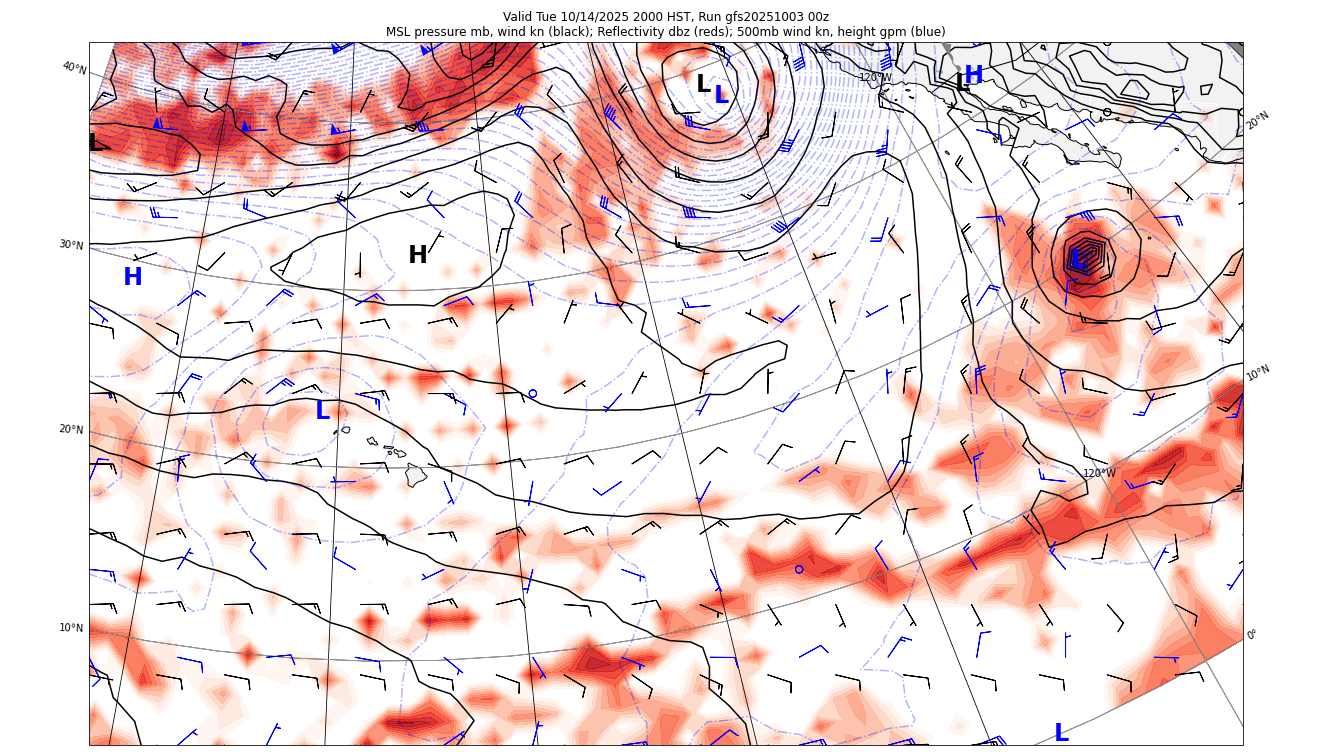 Valid Tue 10/14/2025 2000 HST, Run gfs20251003 00z
MSL pressure mb, wind kn (black); Reflectivity dbz (reds); 500mb wind kn, height gpm (blue)
40°N
120°W
L
L
L
H
20°N
L
30°N
H
H
L
10°N
L
20°N
120°W
10°N
0°
L